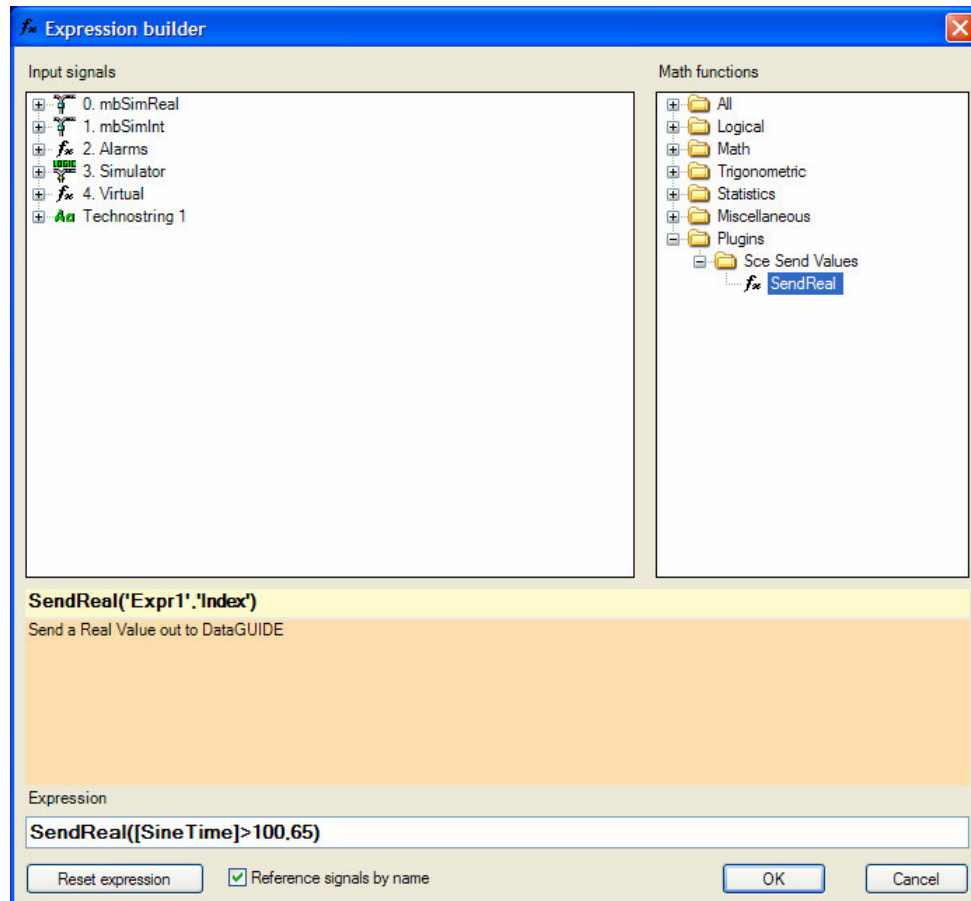 Expression builder
Input signals
0. mbSimReal
1. mbSimInt
2. Alarms
3. Simulator
4. Virtual
Technostring 1
Math functions
All
Logical
Math
Trigonometric
Statistics
Miscellaneous
Plugins
Sce Send Values
SendReal
SendReal('Expr1','Index')
Send a Real Value out to DataGUIDE
Expression
SendReal([SineTime]>100,65)
Reset expression
Reference signals by name
OK
Cancel